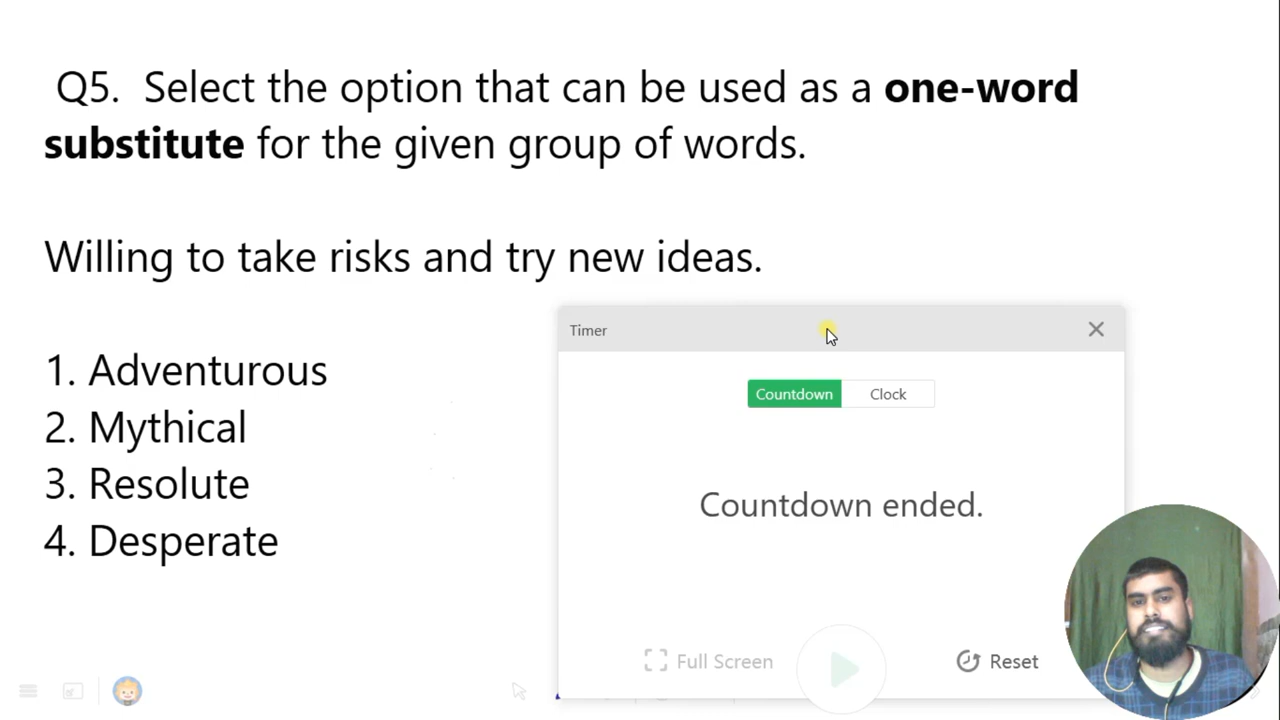 Q5. Select the option that can be used as a one-word
substitute for the given group of words.
Willing to take risks and try new ideas.
1. Adventurous
2. Mythical
3. Resolute
4. Desperate
Timer
Countdown Clock
Countdown ended.
Full Screen Reset